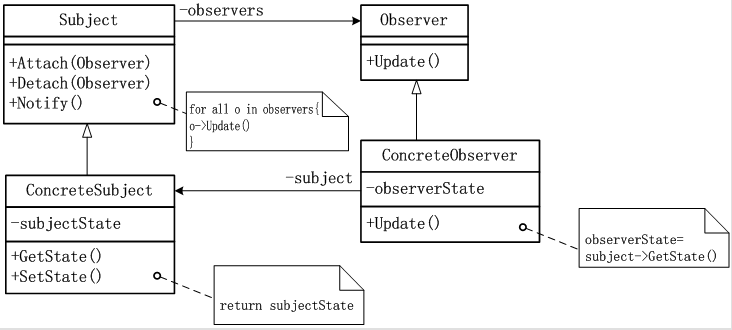 Subject
-observers
Observer
+Attach(Observer)
+Detach(Observer)
+Notify()
+Update()
for all o in observers{
o->Update()
}
ConcreteSubject
-subjectState
+GetState()
+SetState()
-subject
ConcreteObserver
-observerState
+Update()
observerState=
subject->GetState()
return subjectState